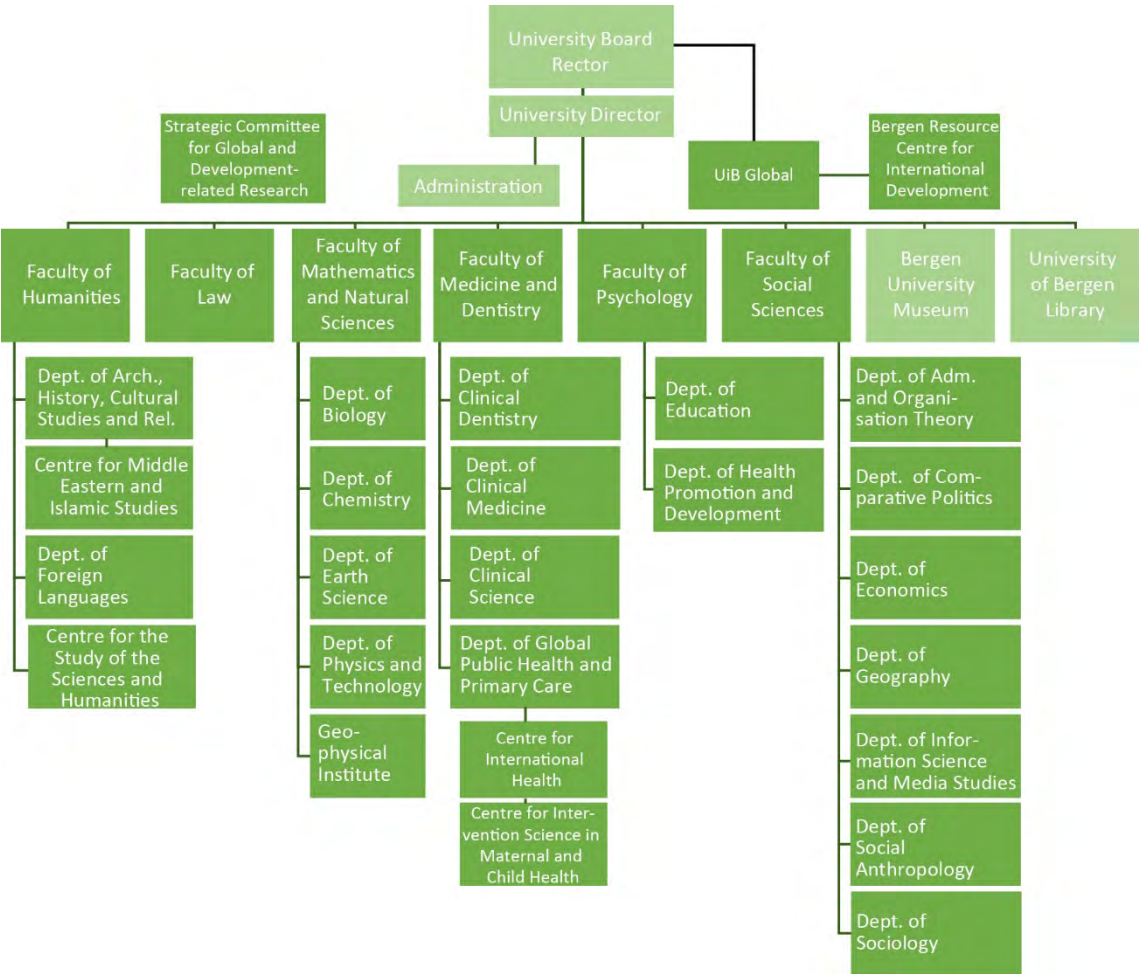 University Board
Rector
University Director
Strategic Committee
for Global and
Development-
related Research
Administration
UiB Global
Bergen Resource
Centre for
International
Development
Faculty of
Humanities
Faculty of
Law
Faculty of
Mathematics
and Natural
Sciences
Faculty of
Medicine and
Dentistry
Faculty of
Psychology
Faculty of
Social
Sciences
Bergen
University
Museum
University
of Bergen
Library
Dept. of Arch.,
History, Cultural
Studies and Rel.
Centre for Middle
Eastern and
Islamic Studies
Dept. of
Foreign
Languages
Centre for the
Study of the
Sciences and
Humanities
Dept. of
Biology
Dept. of
Chemistry
Dept. of
Earth
Science
Dept. of
Physics and
Technology
Geo-
physical
Institute
Dept. of
Clinical
Dentistry
Dept. of
Clinical
Medicine
Dept. of
Clinical
Science
Dept. of Global
Public Health and
Primary Care
Centre for
International
Health
Centre for Inter-
vention Science in
Maternal and
Child Health
Dept. of
Education
Dept. of Health
Promotion and
Development
Dept. of Adm.
and Organi-
sation Theory
Dept. of Com-
parative Politics
Dept. of
Economics
Dept. of
Geography
Dept. of Infor-
mation Science
and Media Studies
Dept. of
Social
Anthropology
Dept. of
Sociology